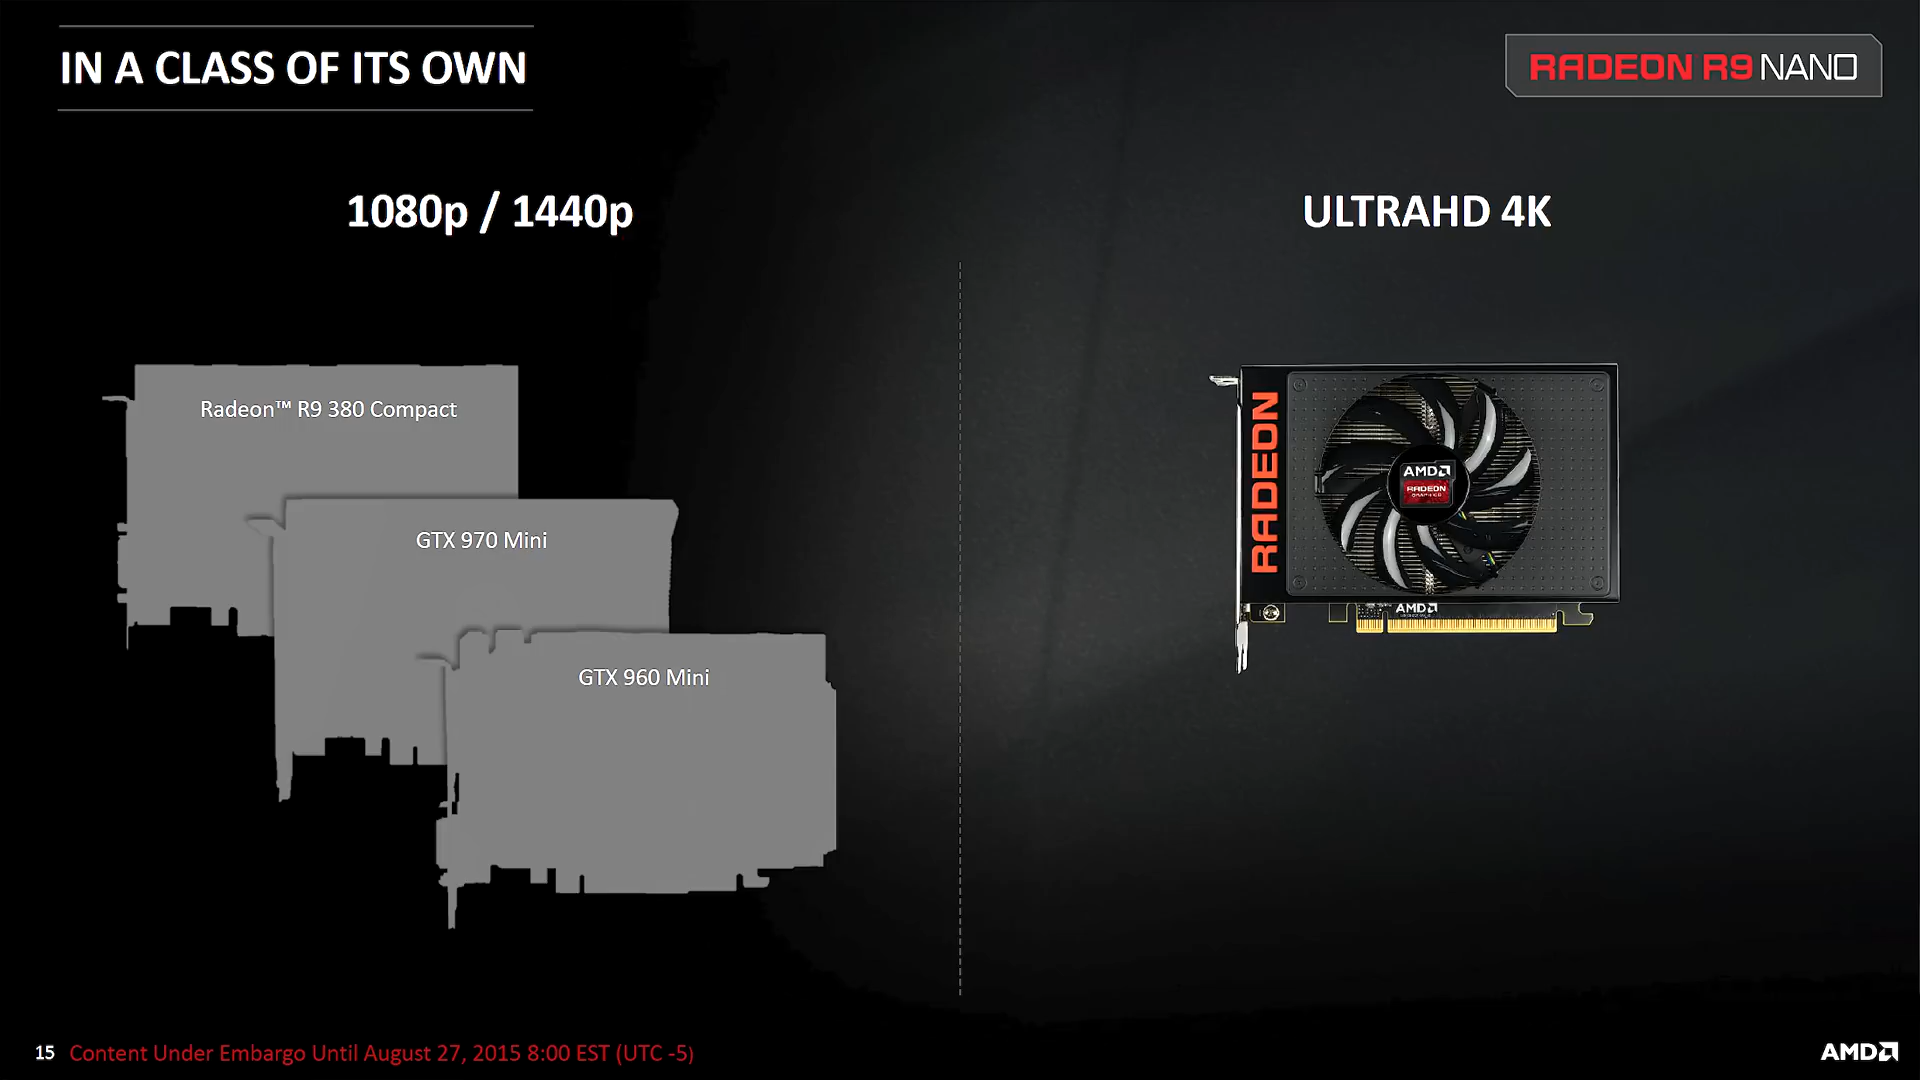 IN A CLASS OF ITS OWN
RADEON R9 NANO
1080p / 1440p
ULTRAHD 4K
Radeon™ R9 380 Compact
GTX 970 Mini
GTX 960 Mini
RADEON
AMD
RADEON
GRAPHICS
AMD
15 Content Under Embargo Until August 27, 2015 8:00 EST (UTC -5)
AMD